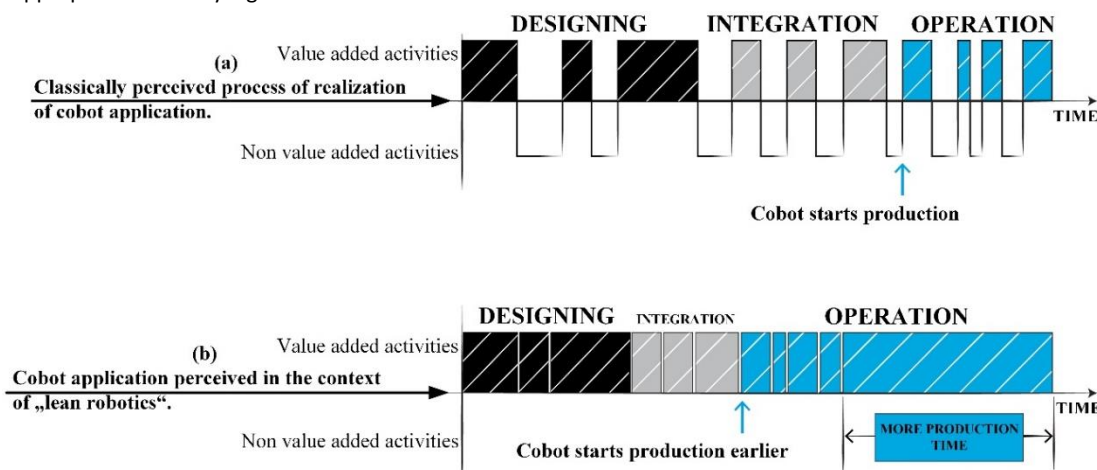 DESIGNING INTEGRATION OPERATION
Value added activities
(a)
Classically perceived process of realization
of cobot application.
TIME
Non value added activities
Cobot starts production
DESIGNING INTEGRATION OPERATION
Value added activities
(b)
Cobot application perceived in the context
of „lean robotics“.
TIME
MORE PRODUCTION
TIME
Non value added activities
Cobot starts production earlier